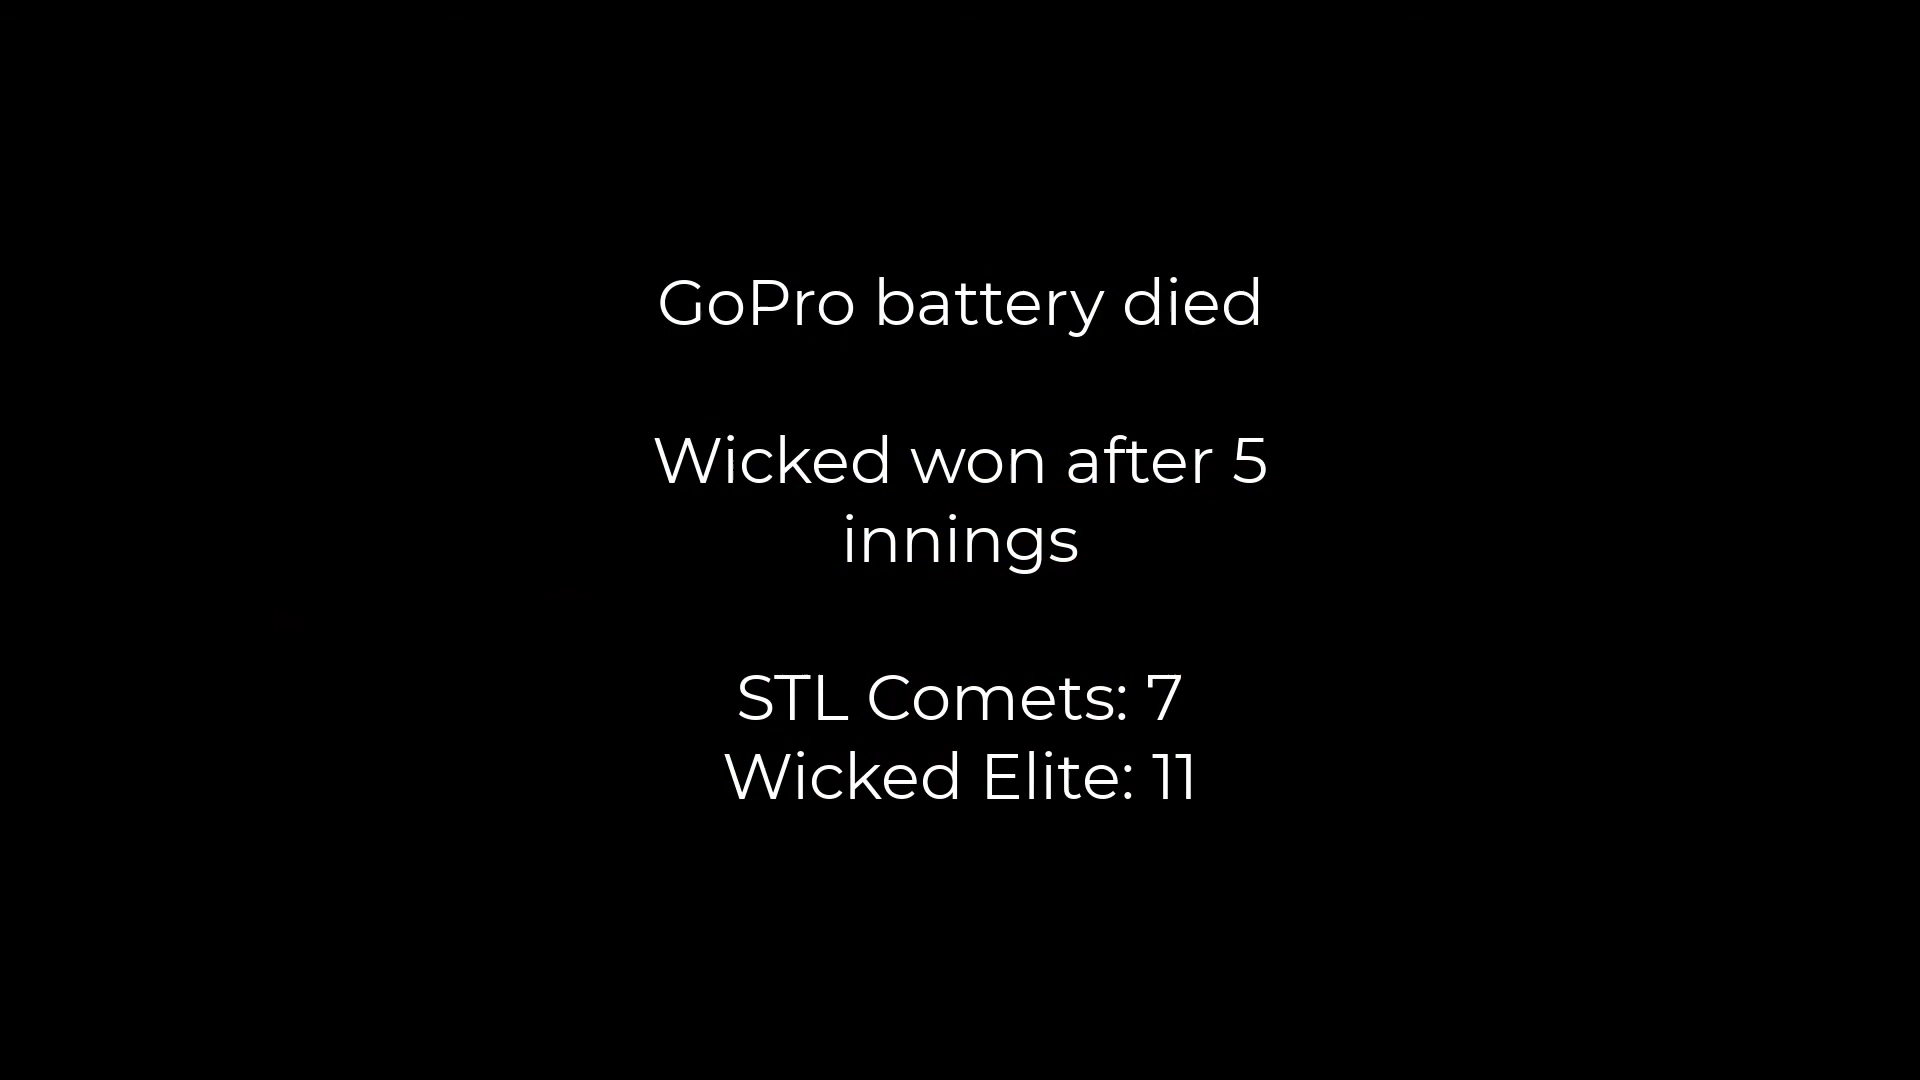 GoPro battery died
Wicked won after 5
innings
STL Comets: 7
Wicked Elite: 11